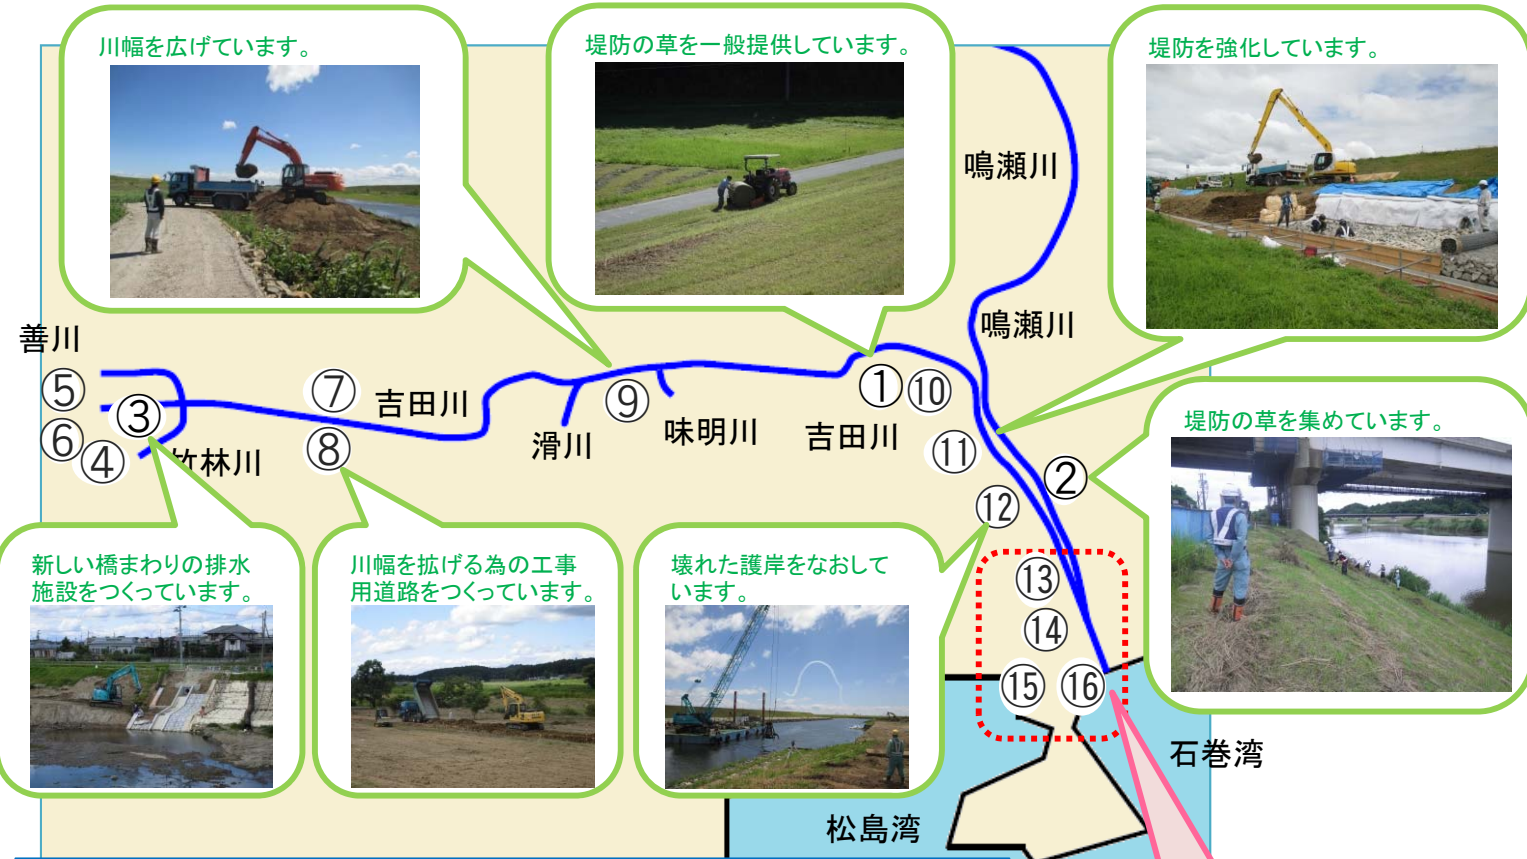 川幅を広げています。
堤防の草を一般提供しています。
堤防を強化しています。
鳴瀬川
鳴瀬川
善川
⑤
⑦
③
吉田川
⑨
①
⑩
⑥
④
竹林川
⑧
滑川
味明川
吉田川
⑪
②
⑫
堤防の草を集めています。
新しい橋まわりの排水
施設をつくっています。
川幅を拡げる為の工事
用道路をつくっています。
壊れた護岸をなおして
います。
⑬
⑭
⑮
⑯
石巻湾
松島湾